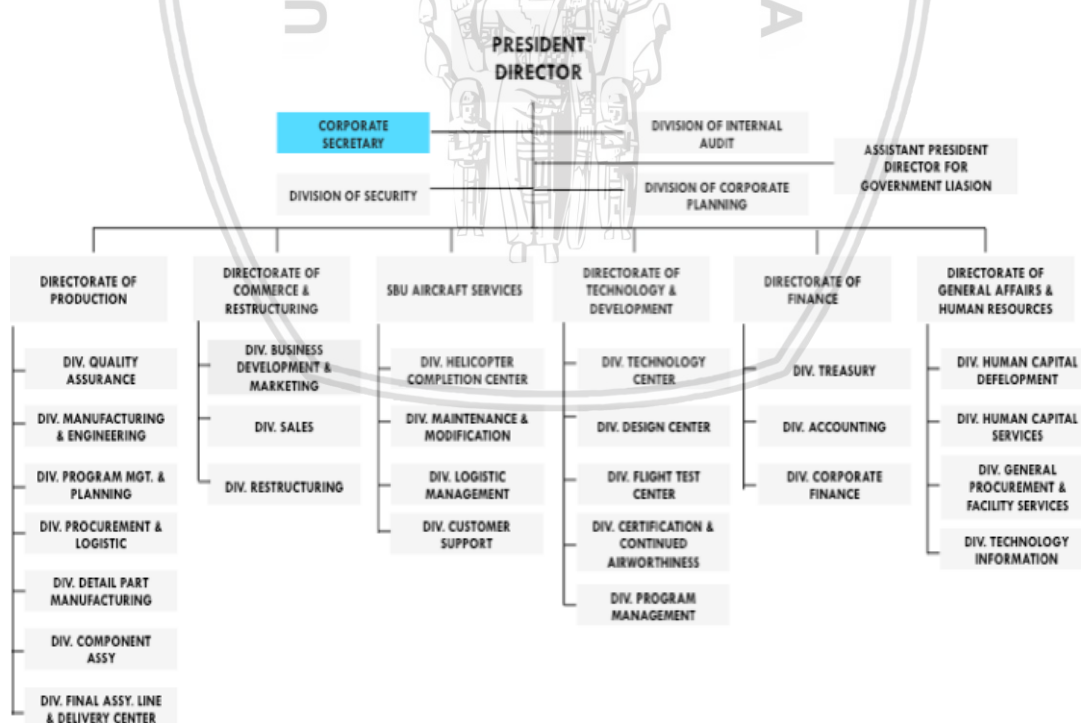 PRESIDENT
DIRECTOR
CORPORATE
SECRETARY
DIVISION OF INTERNAL
AUDIT
ASSISTANT PRESIDENT
DIRECTOR FOR
GOVERNMENT LIASION
DIVISION OF SECURITY
DIVISION OF CORPORATE
PLANNING
DIRECTORATE OF
PRODUCTION
DIV. QUALITY
ASSURANCE
DIV. MANUFACTURING
& ENGINEERING
DIV. PROGRAM MGT. &
PLANNING
DIV. PROCUREMENT &
LOGISTIC
DIV. DETAIL PART
MANUFACTURING
DIV. COMPONENT
ASSY
DIV. FINAL ASSY. LINE
& DELIVERY CENTER
DIRECTORATE OF
COMMERCE &
RESTRUCTURING
DIV. BUSINESS
DEVELOPMENT &
MARKETING
DIV. SALES
DIV. RESTRUCTURING
SBU AIRCRAFT SERVICES
DIV. HELICOPTER
COMPLETION CENTER
DIV. MAINTENANCE &
MODIFICATION
DIV. LOGISTIC
MANAGEMENT
DIV. CUSTOMER
SUPPORT
DIRECTORATE OF
TECHNOLOGY &
DEVELOPMENT
DIV. TECHNOLOGY
CENTER
DIV. DESIGN CENTER
DIV. FLIGHT TEST
CENTER
DIV. CERTIFICATION &
CONTINUED
AIRWORTHINESS
DIV. PROGRAM
MANAGEMENT
DIRECTORATE OF
FINANCE
DIV. TREASURY
DIV. ACCOUNTING
DIV. CORPORATE
FINANCE
DIRECTORATE OF
GENERAL AFFAIRS &
HUMAN RESOURCES
DIV. HUMAN CAPITAL
DEFELOPMENT
DIV. HUMAN CAPITAL
SERVICES
DIV. GENERAL
PROCUREMENT &
FACILITY SERVICES
DIV. TECHNOLOGY
INFORMATION